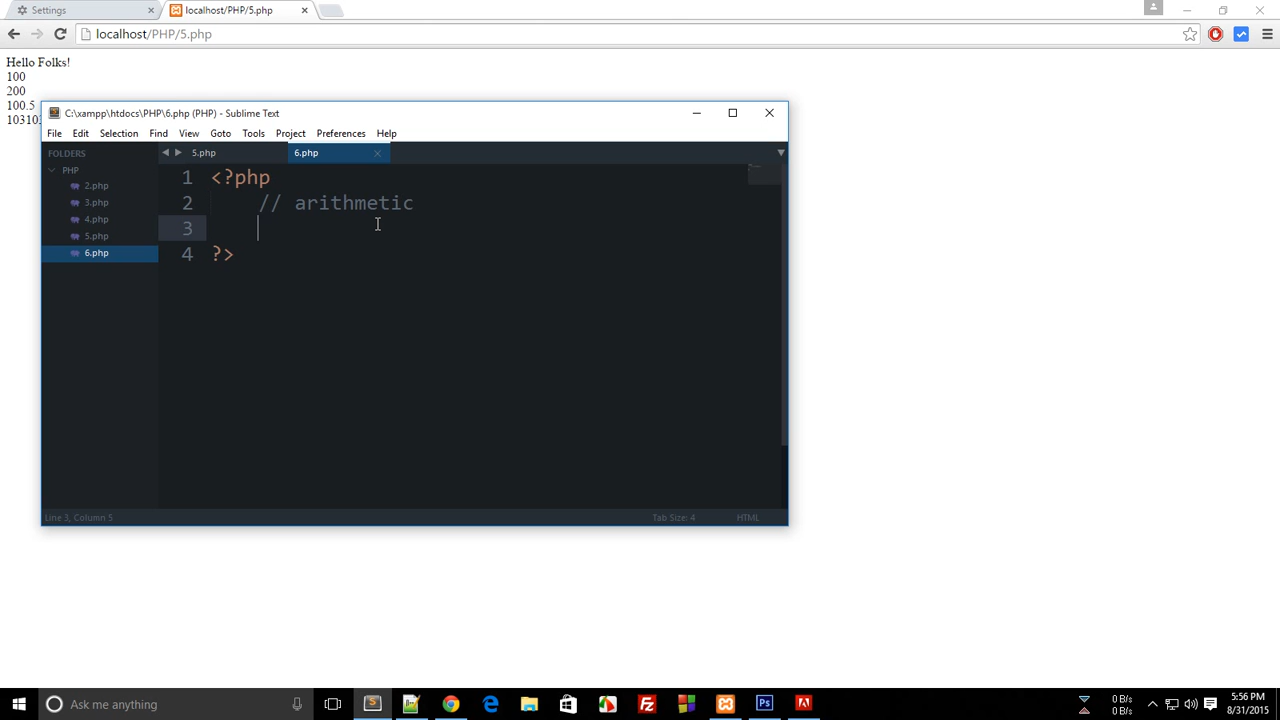 Settings
localhost/PHP/5.php
localhost/PHP/5.php
Hello Folks!
100
200
100.5
C:\xampp\htdocs\PHP\6.php (PHP) - Sublime Text
File Edit Selection Find View Goto Tools Project Preferences Help
FOLDERS
PHP
2.php
3.php
4.php
5.php
6.php
5.php
6.php
1 <?php
2 // arithmetic
3
4 ?>
Line 3, Column 5
Tab Size: 4
HTML
Ask me anything
0 B/s
0 B/s
5:56 PM
8/31/2015